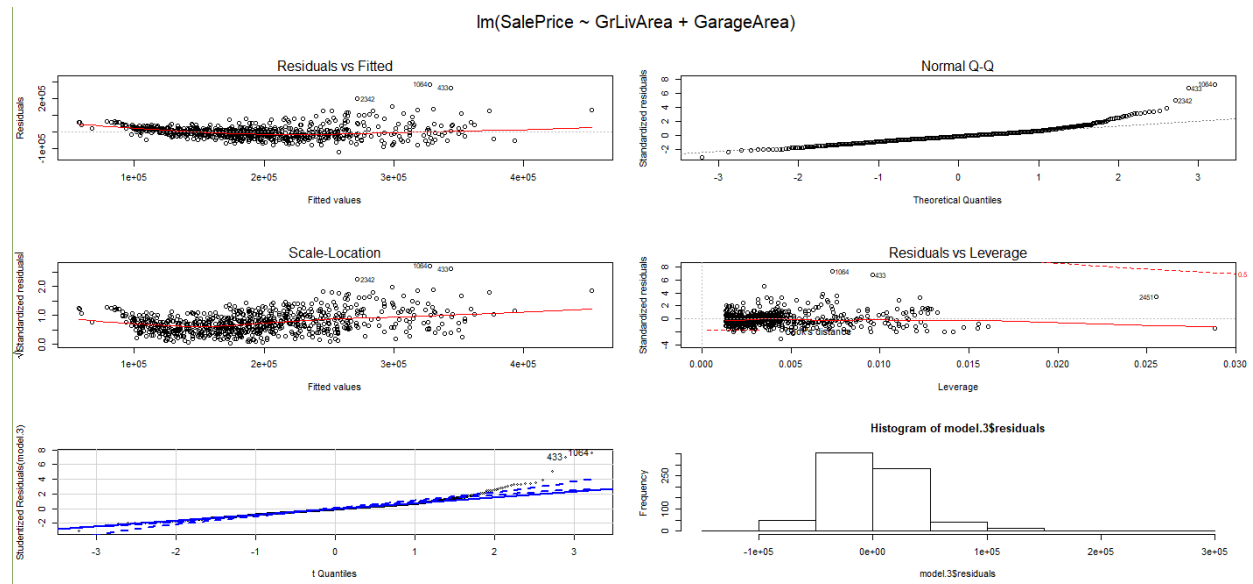 lm(SalePrice ~ GrLivArea + GarageArea)
Residuals vs Fitted
Residuals
-1e+05
2e+05
1064
433
2342
1e+05 2e+05 3e+05 4e+05
Fitted values
Normal Q-Q
Standardized residuals
-2 0 2 4 6 8
1064
433
2342
-3 -2 -1 0 1 2 3
Theoretical Quantiles
Scale-Location
√|Standardized residuals|
0.0 1.0 2.0
1064
433
2342
1e+05 2e+05 3e+05 4e+05
Fitted values
Residuals vs Leverage
Standardized residuals
-4 0 2 4 6 8
1064
433
2451
0.5
Cook's distance
0.000 0.005 0.010 0.015 0.020 0.025 0.030
Leverage
Studentized Residuals(model.3)
-2 0 2 4 6 8
433
1064
-3 -2 -1 0 1 2 3
t Quantiles
Histogram of model.3$residuals
Frequency
0 250
-1e+05 0e+00 1e+05 2e+05 3e+05
model.3$residuals